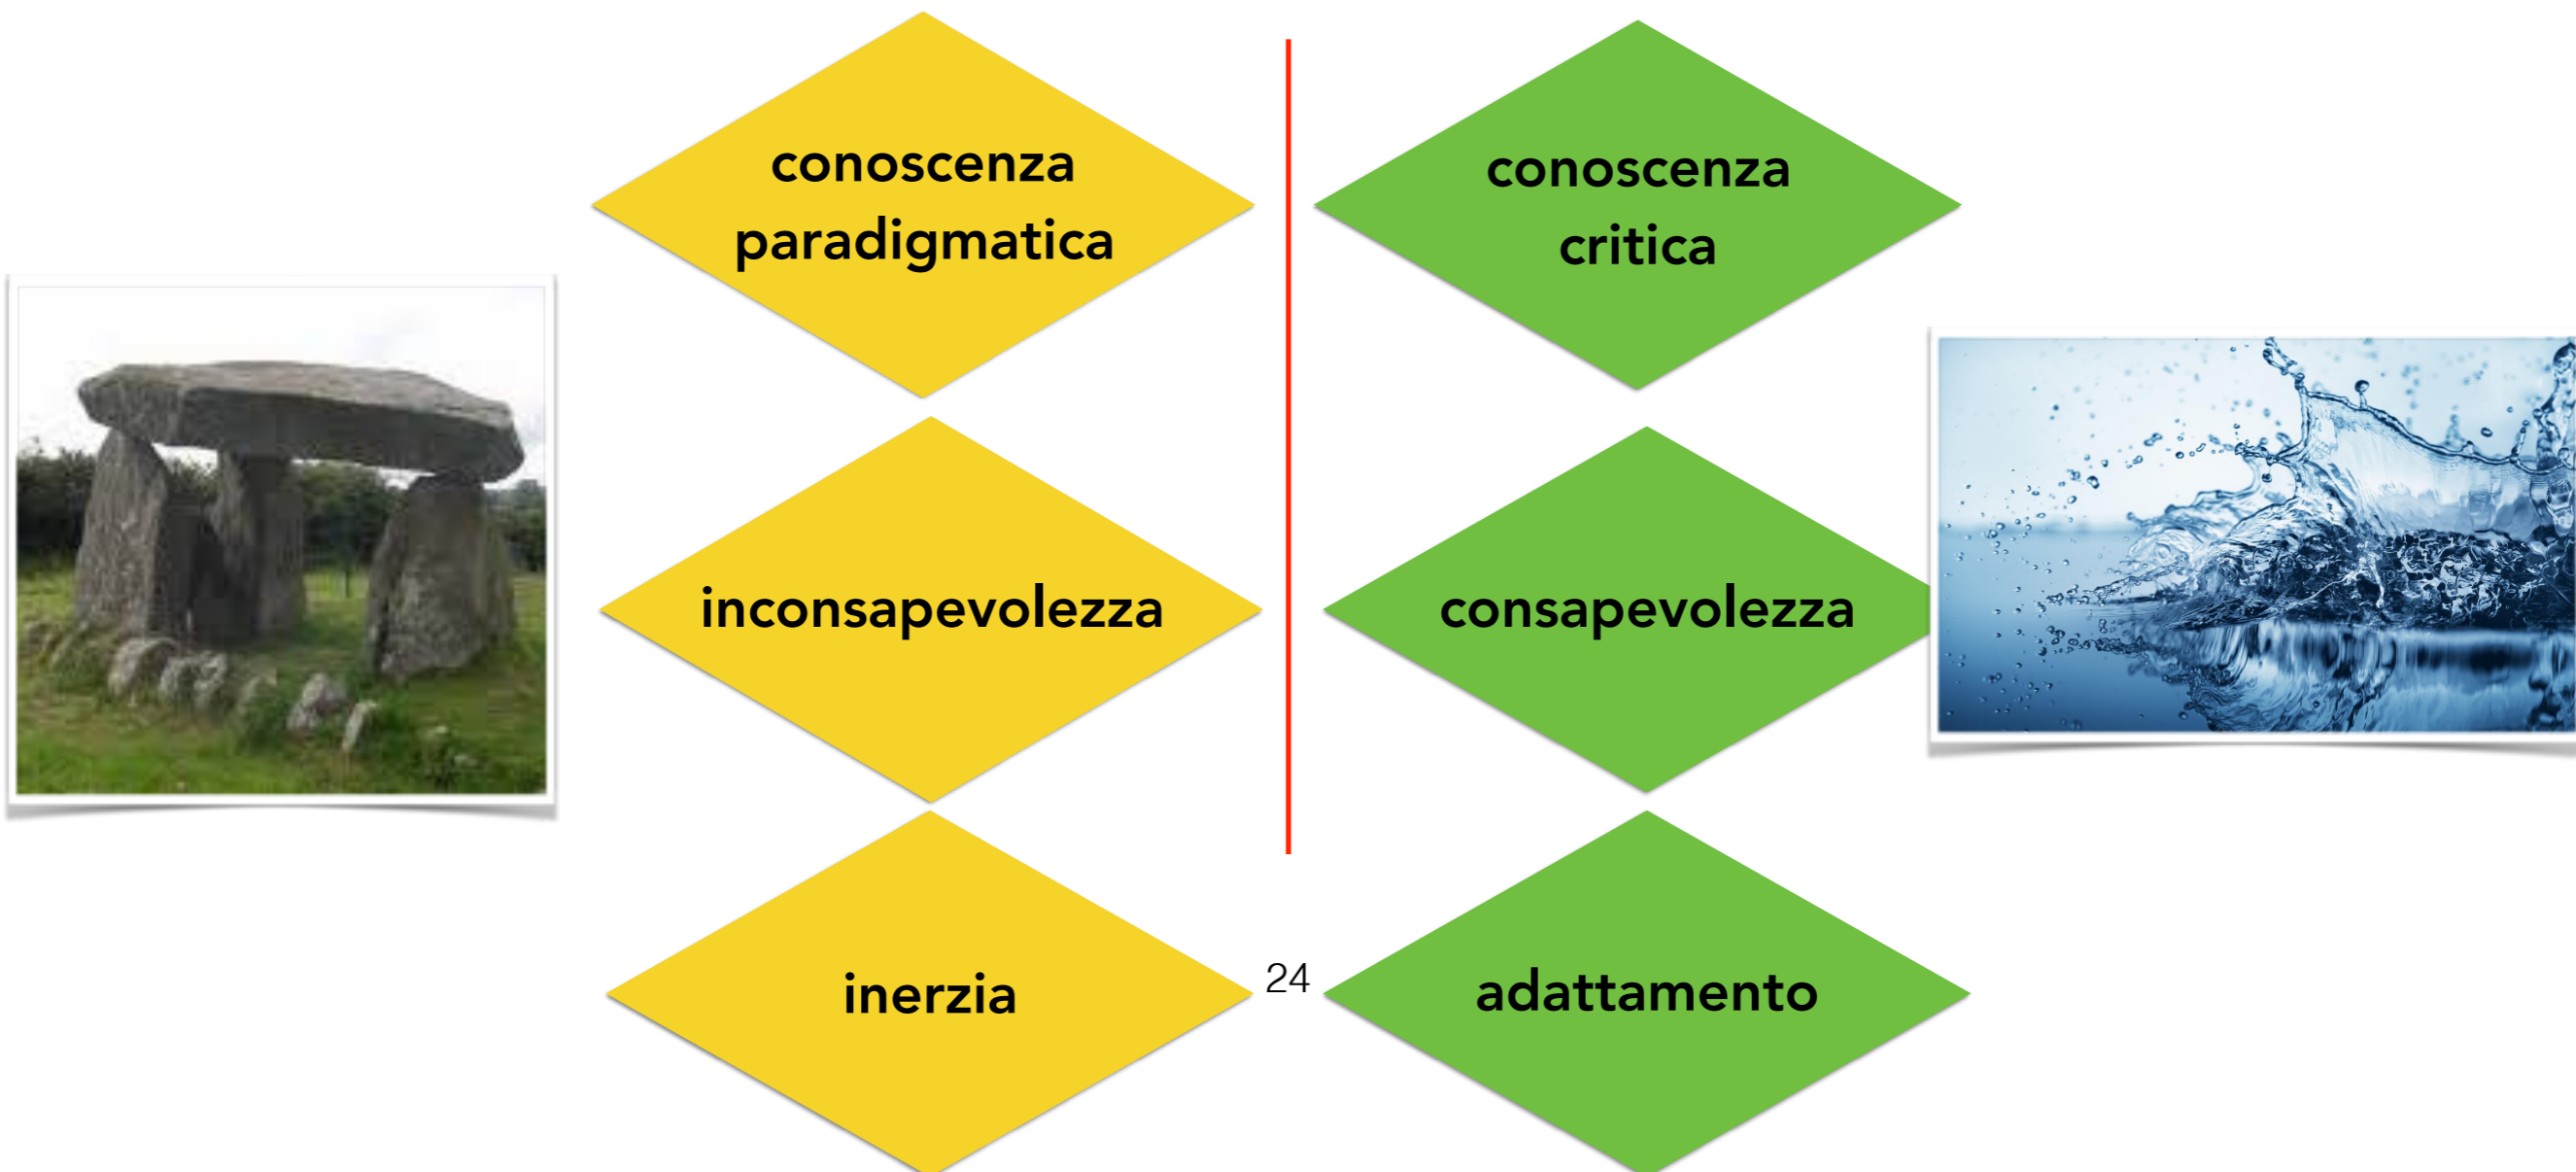 conoscenza
paradigmatica
conoscenza
critica
inconsapevolezza
consapevolezza
inerzia
24
adattamento